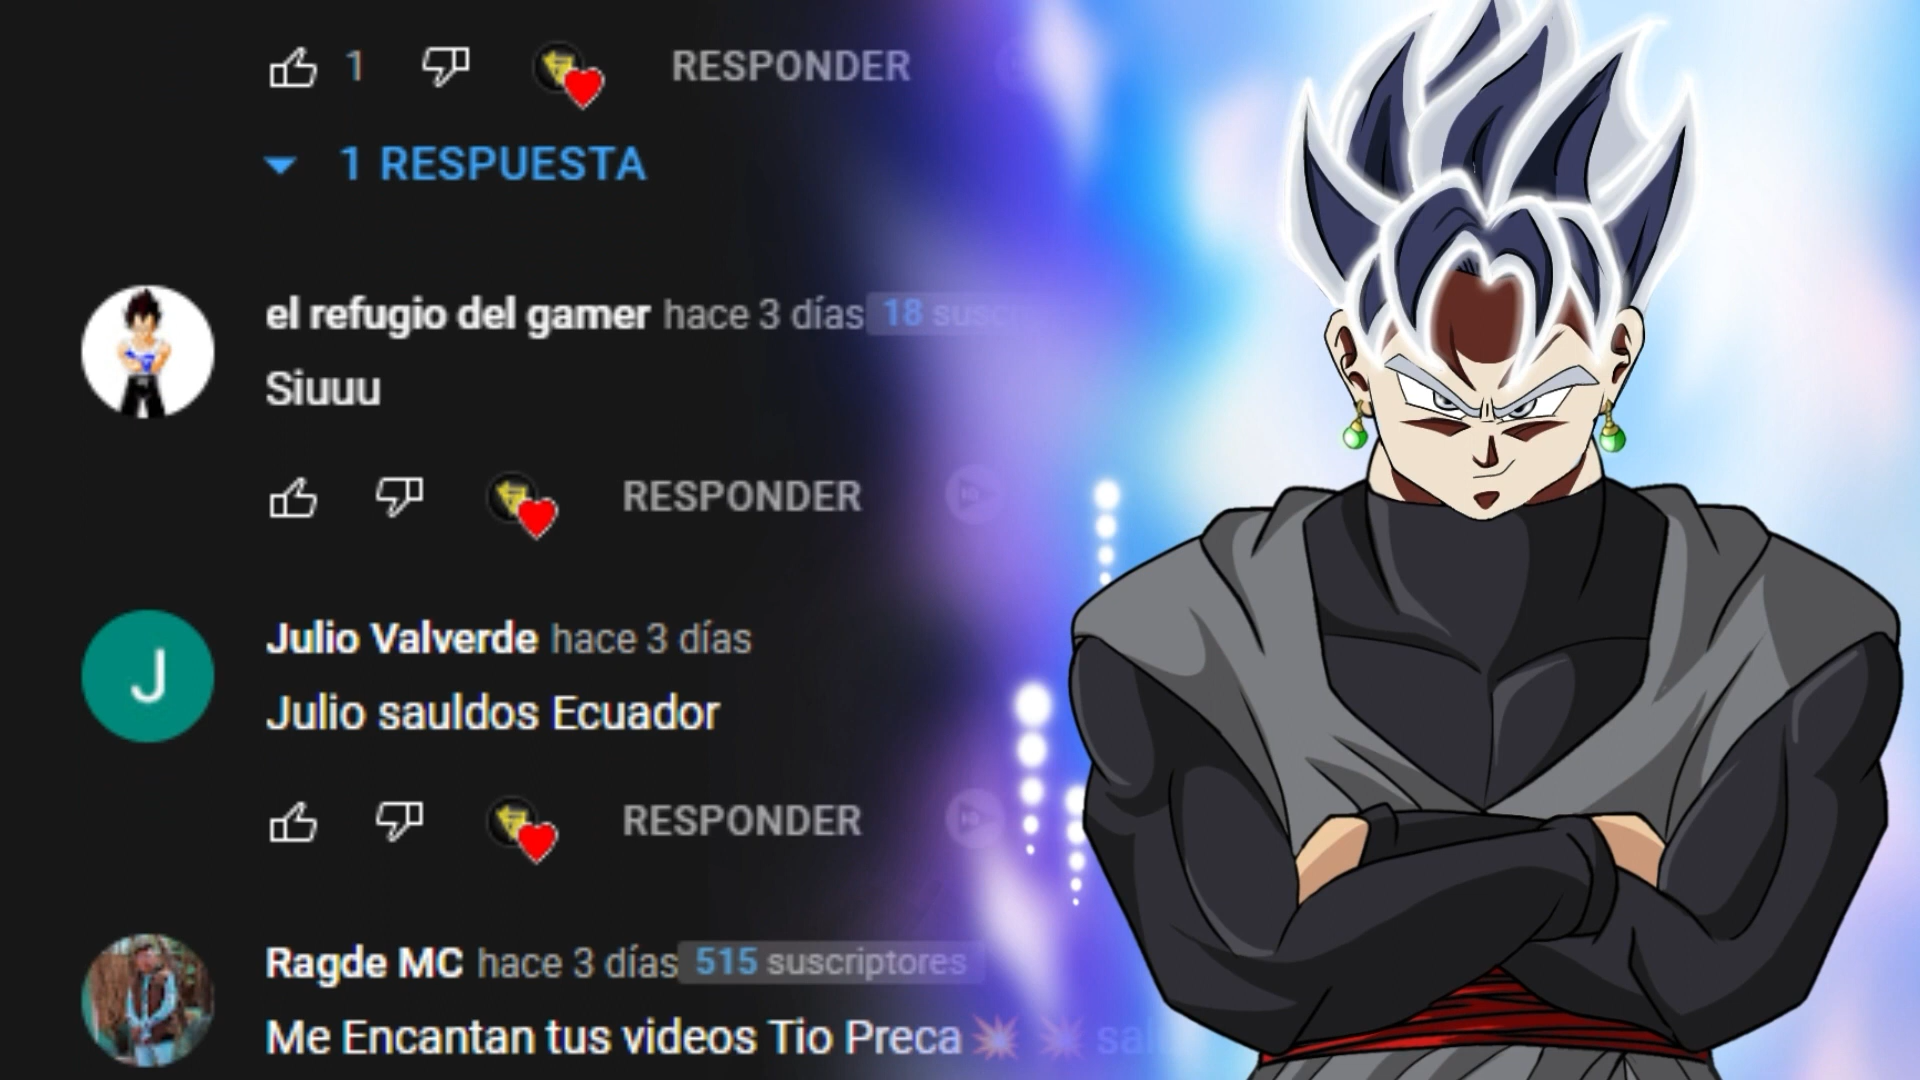 1 RESPONDER
1 RESPUESTA
el refugio del gamer hace 3 días 18
Siuuu
RESPONDER
Julio Valverde hace 3 días
Julio sauldos Ecuador
RESPONDER
Ragde MC hace 3 días 515 suscriptores
Me Encantan tus videos Tio Preca